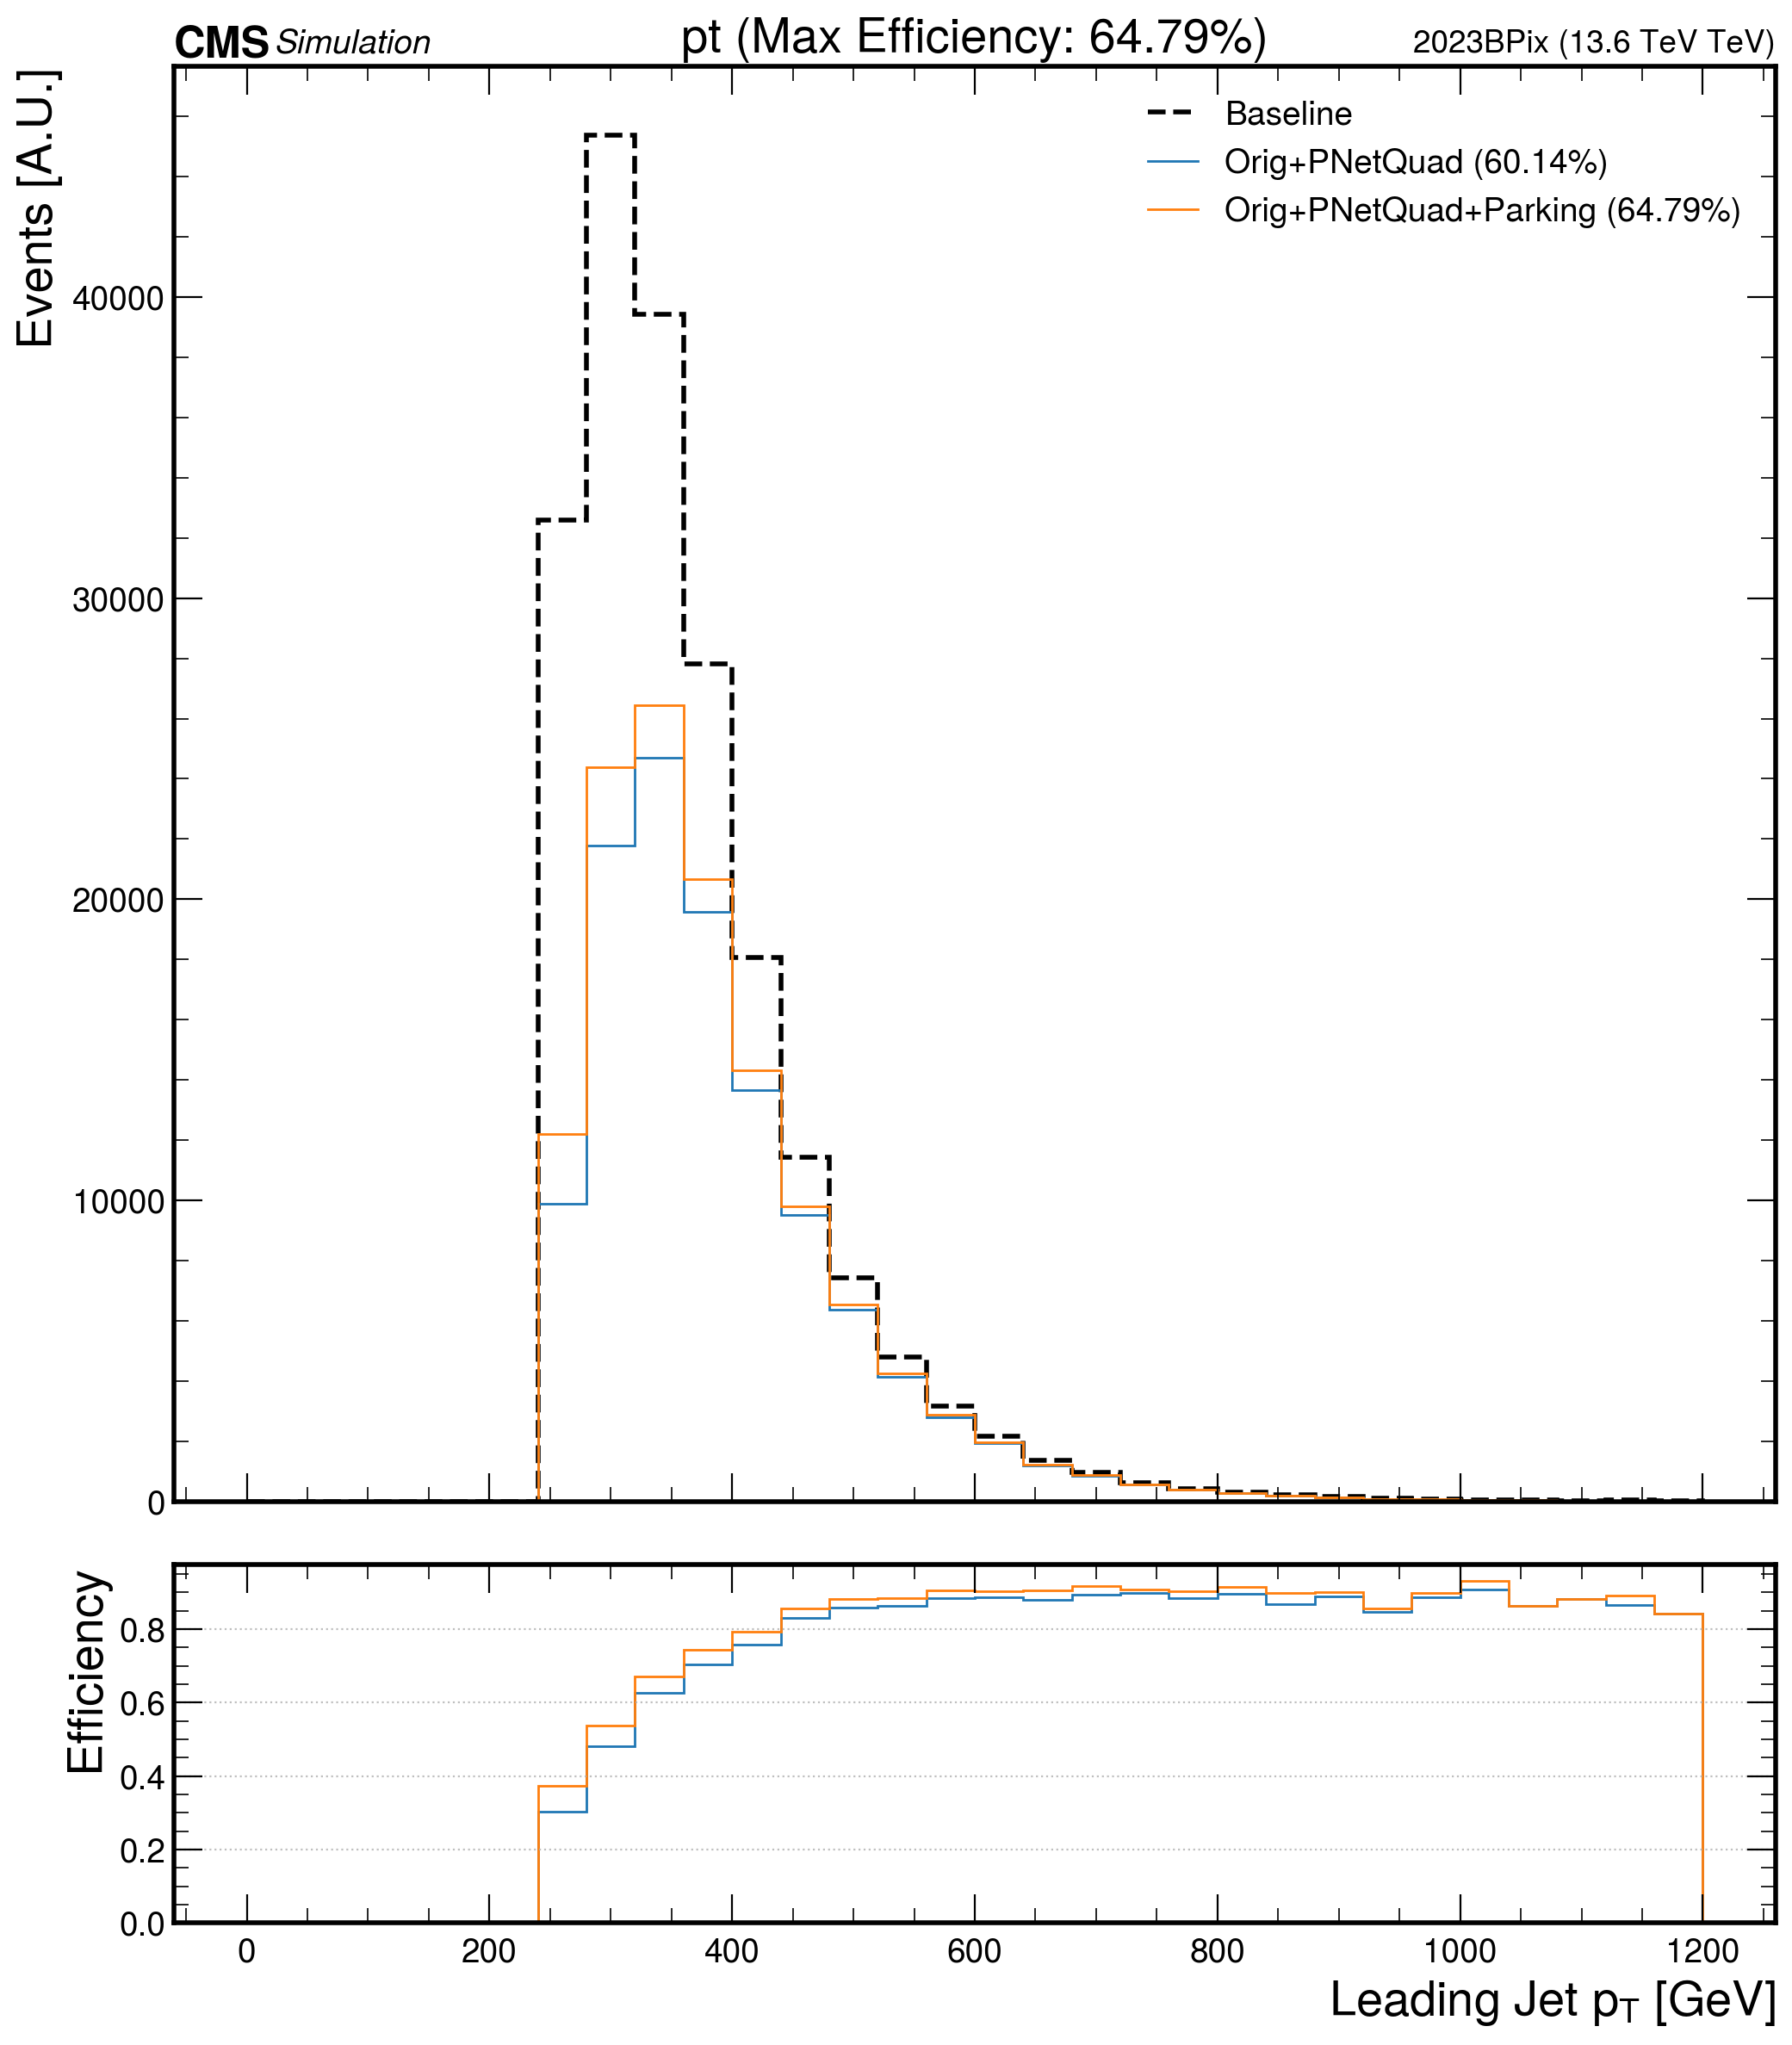 CMS Simulation pt (Max Efficiency: 64.79%) 2023BPix (13.6 TeV TeV)
Events [A.U.]
Baseline
Orig+PNetQuad (60.14%)
Orig+PNetQuad+Parking (64.79%)
40000
30000
20000
10000
0
Efficiency
0.8
0.6
0.4
0.2
0.0
0 200 400 600 800 1000 1200
Leading Jet pT [GeV]